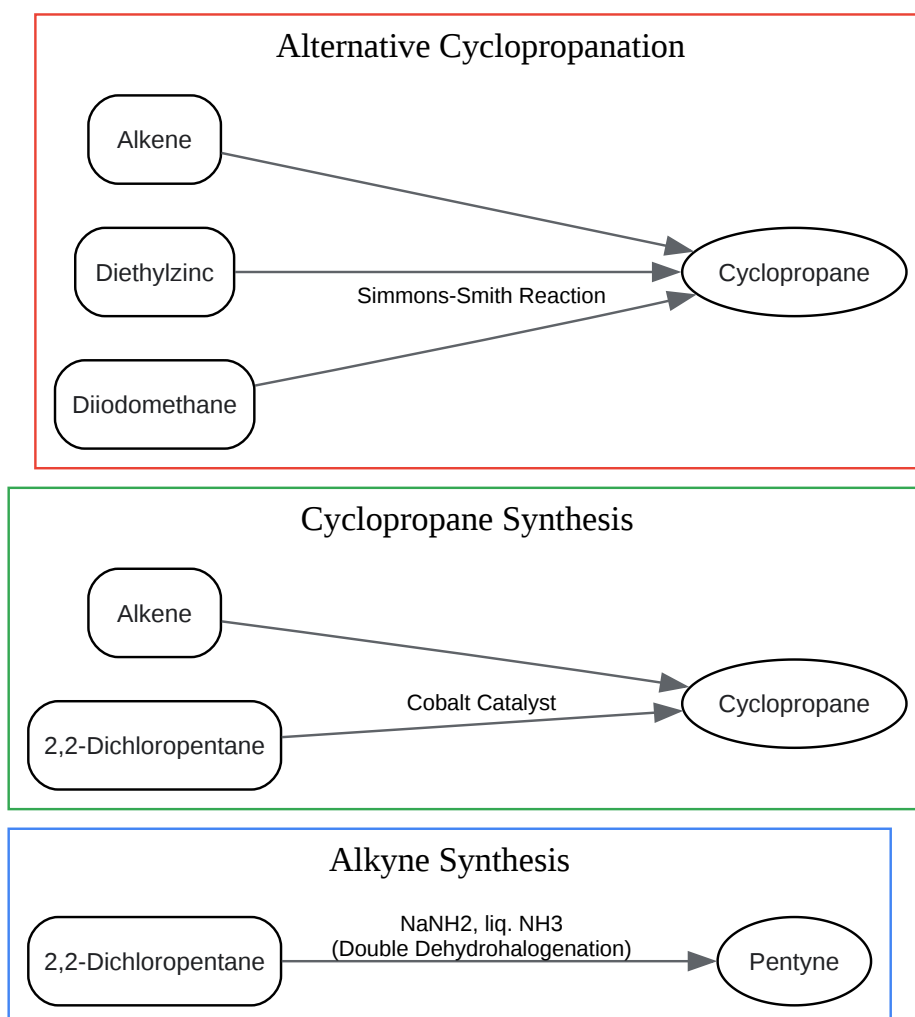 Alternative Cyclopropanation
Alkene
Diethylzinc
Cyclopropane
Simmons-Smith Reaction
Diiodomethane
Cyclopropane Synthesis
Alkene
Cobalt Catalyst
Cyclopropane
2,2-Dichloropentane
Alkyne Synthesis
NaNH2, liq. NH3
(Double Dehydrohalogenation)
2,2-Dichloropentane
Pentyne